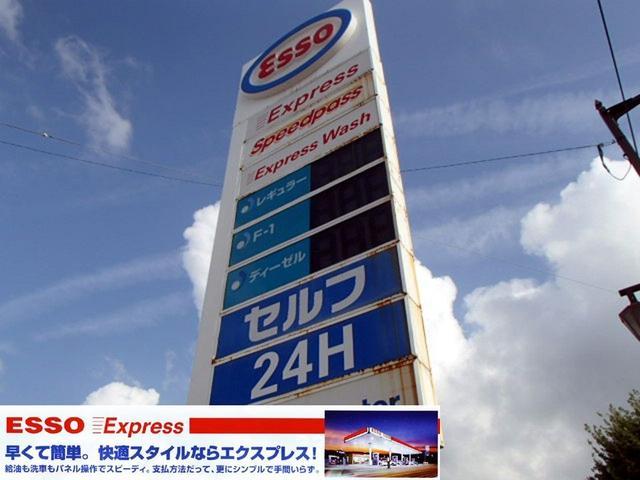 Esso
Express
Speedpass
Express Wash
レギュラー
F-1
ディーゼル
セルフ
24H
ESSO Express
早くて簡単。快適スタイルならエクスプレス!
給油も洗車もパネル操作でスピーディ。支払方法だって、更にシンプルで手間いらず。